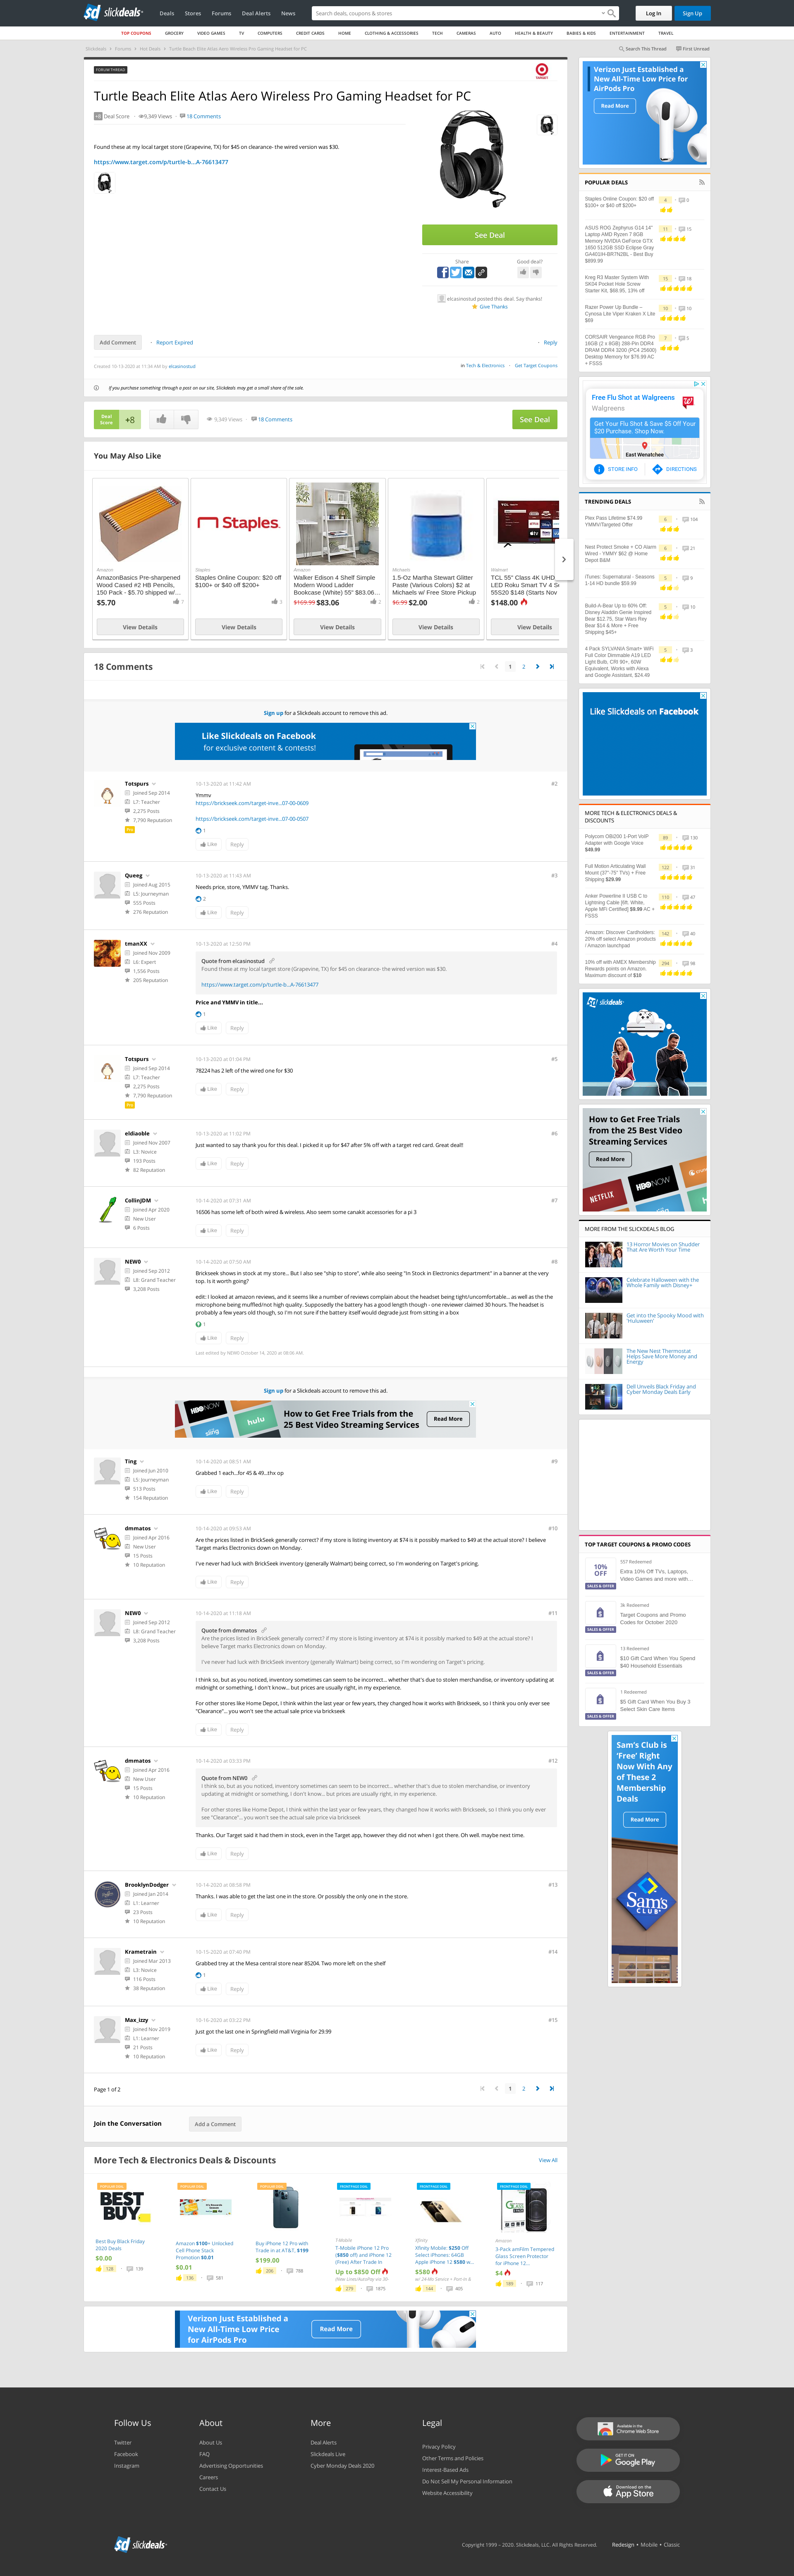 slickdeals
Deals Stores Forums Deal Alerts News
Search deals, coupons & stores
Log In
Sign Up
TOP COUPONS GROCERY VIDEO GAMES TV COMPUTERS CREDIT CARDS HOME CLOTHING & ACCESSORIES TECH CAMERAS AUTO HEALTH & BEAUTY BABIES & KIDS ENTERTAINMENT TRAVEL
Slickdeals Forums Hot Deals Turtle Beach Elite Atlas Aero Wireless Pro Gaming Headset for PC
Search This Thread First Unread
FORUM THREAD
Turtle Beach Elite Atlas Aero Wireless Pro Gaming Headset for PC
+8 Deal Score 9,349 Views 18 Comments
Found these at my local target store (Grapevine, TX) for $45 on clearance- the wired version was $30.
https://www.target.com/p/turtle-b...A-76613477
See Deal
Share
Good deal?
elcasinostud posted this deal. Say thanks!
Give Thanks
Add Comment
Report Expired
Reply
Created 10-13-2020 at 11:34 AM by elcasinostud
in Tech & Electronics Get Target Coupons
If you purchase something through a post on our site, Slickdeals may get a small share of the sale.
Deal Score +8
9,349 Views 18 Comments
See Deal
You May Also Like
Amazon
AmazonBasics Pre-sharpened Wood Cased #2 HB Pencils, 150 Pack - $5.70 shipped w/...
$5.70
7
View Details
Staples
Staples
Staples Online Coupon: $20 off $100+ or $40 off $200+
3
View Details
Amazon
Walker Edison 4 Shelf Simple Modern Wood Ladder Bookcase (White) 55" $83.06...
$169.99 $83.06
2
View Details
Michaels
1.5-Oz Martha Stewart Glitter Paste (Various Colors) $2 at Michaels w/ Free Store Pickup
$6.99 $2.00
2
View Details
Walmart
TCL 55" Class 4K UHD
LED Roku Smart TV 4 Se
55S20 $148 (Starts Nov
$148.00
View Details
18 Comments
1 2
Sign up for a Slickdeals account to remove this ad.
Like Slickdeals on Facebook
for exclusive content & contests!
Totspurs
Joined Sep 2014
L7: Teacher
2,275 Posts
7,790 Reputation
Pro
10-13-2020 at 11:42 AM
#2
Ymmv
https://brickseek.com/target-inve...07-00-0609
https://brickseek.com/target-inve...07-00-0507
1
Like Reply
Queeg
Joined Aug 2015
L5: Journeyman
555 Posts
276 Reputation
10-13-2020 at 11:43 AM
#3
Needs price, store, YMMV tag. Thanks.
2
Like Reply
tmanXX
Joined Nov 2009
L6: Expert
1,556 Posts
205 Reputation
10-13-2020 at 12:50 PM
#4
Quote from elcasinostud
Found these at my local target store (Grapevine, TX) for $45 on clearance- the wired version was $30.
https://www.target.com/p/turtle-b...A-76613477
Price and YMMV in title...
1
Like Reply
Totspurs
Joined Sep 2014
L7: Teacher
2,275 Posts
7,790 Reputation
Pro
10-13-2020 at 01:04 PM
#5
78224 has 2 left of the wired one for $30
Like Reply
eldiaoble
Joined Nov 2007
L3: Novice
193 Posts
82 Reputation
10-13-2020 at 11:02 PM
#6
Just wanted to say thank you for this deal. I picked it up for $47 after 5% off with a target red card. Great deal!!
Like Reply
CollinJDM
Joined Apr 2020
New User
6 Posts
10-14-2020 at 07:31 AM
#7
16506 has some left of both wired & wireless. Also seem some canakit accessories for a pi 3
Like Reply
NEW0
Joined Sep 2012
L8: Grand Teacher
3,208 Posts
10-14-2020 at 07:50 AM
#8
Brickseek shows in stock at my store... But I also see "ship to store", while also seeing "In Stock in Electronics department" in a banner at the very top. Is it worth going?
edit: I looked at amazon reviews, and it seems like a number of reviews complain about the headset being tight/uncomfortable... as well as the microphone being muffled/not high quality. Supposedly the battery has a good length though - one reviewer claimed 30 hours. The headset is probably a few years old though, so I'm not sure if the battery itself would degrade just from sitting in a box
1
Like Reply
Last edited by NEW0 October 14, 2020 at 08:00 AM.
Sign up for a Slickdeals account to remove this ad.
HBO NOW hulu
How to Get Free Trials from the 25 Best Video Streaming Services
Read More
Ting
Joined Jun 2010
L5: Journeyman
513 Posts
154 Reputation
10-14-2020 at 08:51 AM
#9
Grabbed 1 each...for 45 & 49...thx op
Like Reply
dmmatos
Joined Apr 2016
New User
15 Posts
10 Reputation
10-14-2020 at 09:53 AM
#10
Are the prices listed in BrickSeek generally correct? if my store is listing inventory at $74 is it possibly marked to $49 at the actual store? I believe Target marks Electronics down on Monday.
I've never had luck with BrickSeek inventory (generally Walmart) being correct, so I'm wondering on Target's pricing.
Like Reply
NEW0
Joined Sep 2012
L8: Grand Teacher
3,208 Posts
10-14-2020 at 11:18 AM
#11
Quote from dmmatos
Are the prices listed in BrickSeek generally correct? if my store is listing inventory at $74 is it possibly marked to $49 at the actual store? I believe Target marks Electronics down on Monday.
I've never had luck with BrickSeek inventory (generally Walmart) being correct, so I'm wondering on Target's pricing.
I think so, but as you noticed, inventory sometimes can seem to be incorrect... whether that's due to stolen merchandise, or inventory updating at midnight or something, I don't know... but prices are usually right, in my experience.
For other stores like Home Depot, I think within the last year or few years, they changed how it works with Brickseek, so I think you only ever see "Clearance"... you won't see the actual sale price via brickseek
Like Reply
dmmatos
Joined Apr 2016
New User
15 Posts
10 Reputation
10-14-2020 at 03:33 PM
#12
Quote from NEW0
I think so, but as you noticed, inventory sometimes can seem to be incorrect... whether that's due to stolen merchandise, or inventory updating at midnight or something, I don't know... but prices are usually right, in my experience.
For other stores like Home Depot, I think within the last year or few years, they changed how it works with Brickseek, so I think you only ever see "Clearance"... you won't see the actual sale price via brickseek
Thanks. Our Target said it had them in stock, even in the Target app, however they did not when I got there. Oh well. maybe next time.
Like Reply
BrooklynDodger
Joined Jan 2014
L1: Learner
23 Posts
10 Reputation
10-14-2020 at 08:58 PM
#13
Thanks. I was able to get the last one in the store. Or possibly the only one in the store.
Like Reply
Krametrain
Joined Mar 2013
L3: Novice
116 Posts
38 Reputation
10-15-2020 at 07:40 PM
#14
Grabbed trey at the Mesa central store near 85204. Two more left on the shelf
1
Like Reply
Max_Izzy
Joined Nov 2019
L1: Learner
21 Posts
10 Reputation
10-16-2020 at 03:22 PM
#15
Just got the last one in Springfield mall Virginia for 29.99
Like Reply
Page 1 of 2
1 2
Join the Conversation
Add a Comment
More Tech & Electronics Deals & Discounts
View All
BEST BUY
Best Buy Black Friday 2020 Deals
$0.00
128 139
Amazon $100+ Unlocked Cell Phone Stock Promotion $0.01
$0.01
136 581
Buy iPhone 12 Pro with Trade in at AT&T, $199
$199.00
206 788
T-Mobile
T-Mobile iPhone 12 Pro ($850 off) and iPhone 12 (Free) After Trade In
Up to $850 Off
279 1875
Xfinity
Xfinity Mobile: $250 Off Select iPhones: 64GB Apple iPhone 12 $580 w...
$580
144 405
Amazon
3-Pack amFilm Tempered Glass Screen Protector for iPhone 12...
$4
189 117
Verizon Just Established a New All-Time Low Price for AirPods Pro
Read More
Verizon Just Established a New All-Time Low Price for AirPods Pro
Read More
POPULAR DEALS
Staples Online Coupon: $20 off $100+ or $40 off $200+
4 0
ASUS ROG Zephyrus G14 14" Laptop AMD Ryzen 7 8GB Memory NVIDIA GeForce GTX 1650 512GB SSD Eclipse Gray GA401IH-BR7N2BL - Best Buy $899.99
11 15
Kreg R3 Master System With SK04 Pocket Hole Screw Starter Kit, $68.95, 13% off
15 18
Razer Power Up Bundle – Cynosa Lite Viper Kraken X Lite $69
10 19
CORSAIR Vengeance RGB Pro 16GB (2 x 8GB) 288-Pin DDR4 DRAM DDR4 3200 (PC4 25600) Desktop Memory for $76.99 AC + FSSS
7 5
Free Flu Shot at Walgreens
Walgreens
Get Your Flu Shot & Save $5 Off Your $20 Purchase. Shop Now.
East Wenatchee
STORE INFO DIRECTIONS
TRENDING DEALS
Plex Pass Lifetime $74.99 YMMV/Targeted Offer
6 104
Nest Protect Smoke + CO Alarm Wired - YMMY $62 @ Home Depot B&M
6 21
iTunes: Supernatural - Seasons 1-14 HD bundle $59.99
5 9
Build-A-Bear Up to 60% Off: Disney Aladdin Genie Inspired Bear $12.75, Star Wars Rey Bear $14 & More + Free Shipping $45+
5 10
4 Pack SYLVANIA Smart+ WiFi Full Color Dimmable A19 LED Light Bulb, CRI 90+, 60W Equivalent, Works with Alexa and Google Assistant, $24.49
5 3
Like Slickdeals on Facebook
MORE TECH & ELECTRONICS DEALS & DISCOUNTS
Polycom OBi200 1-Port VoIP Adapter with Google Voice $49.99
89 130
Full Motion Articulating Wall Mount (37"-75" TVs) + Free Shipping $29.99
122 31
Anker Powerline II USB C to Lightning Cable [6ft, White, Apple MFi Certified] $9.99 AC + FSSS
110 47
Amazon: Discover Cardholders: 20% off select Amazon products / Amazon launchpad
142 40
10% off with AMEX Membership Rewards points on Amazon. Maximum discount of $10
294 98
slickdeals
How to Get Free Trials from the 25 Best Video Streaming Services
Read More
NETFLIX HBO NOW
MORE FROM THE SLICKDEALS BLOG
13 Horror Movies on Shudder That Are Worth Your Time
Celebrate Halloween with the Whole Family with Disney+
Get into the Spooky Mood with 'Huluween'
The New Nest Thermostat Helps Save More Money and Energy
Dell Unveils Black Friday and Cyber Monday Deals Early
TOP TARGET COUPONS & PROMO CODES
10% OFF
SALES & OFFER
557 Redeemed
Extra 10% Off TVs, Laptops, Video Games and more with...
SALES & OFFER
3k Redeemed
Target Coupons and Promo Codes for October 2020
SALES & OFFER
13 Redeemed
$10 Gift Card When You Spend $40 Household Essentials
SALES & OFFER
1 Redeemed
$5 Gift Card When You Buy 3 Select Skin Care Items
Sam's Club is 'Free' Right Now With Any of These 2 Membership Deals
Read More
Sam's CLUB
Follow Us
Twitter
Facebook
Instagram
About
About Us
FAQ
Advertising Opportunities
Careers
Contact Us
More
Deal Alerts
Slickdeals Live
Cyber Monday Deals 2020
Legal
Privacy Policy
Other Terms and Policies
Interest-Based Ads
Do Not Sell My Personal Information
Website Accessibility
Available in the Chrome Web Store
GET IT ON Google Play
Download on the App Store
slickdeals
Copyright 1999 – 2020. Slickdeals, LLC. All Rights Reserved. Redesign • Mobile • Classic